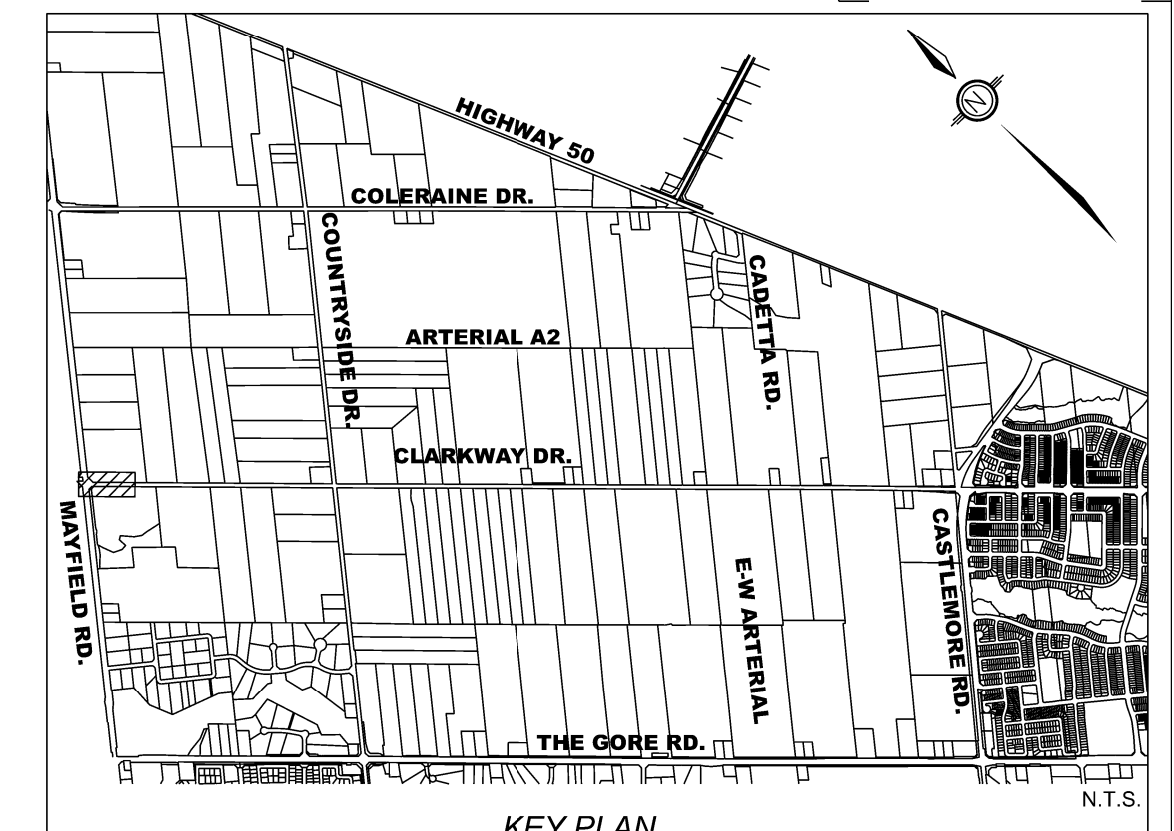 HIGHWAY 50
N
COLERAINE DR.
COUNTRYSIDE DR.
CADETTA RD.
ARTERIAL A2
CLARKWAY DR.
MAYFIELD RD.
CASTLEMORE RD.
E-W ARTERIAL
THE GORE RD.
N.T.S.
KEY PLAN